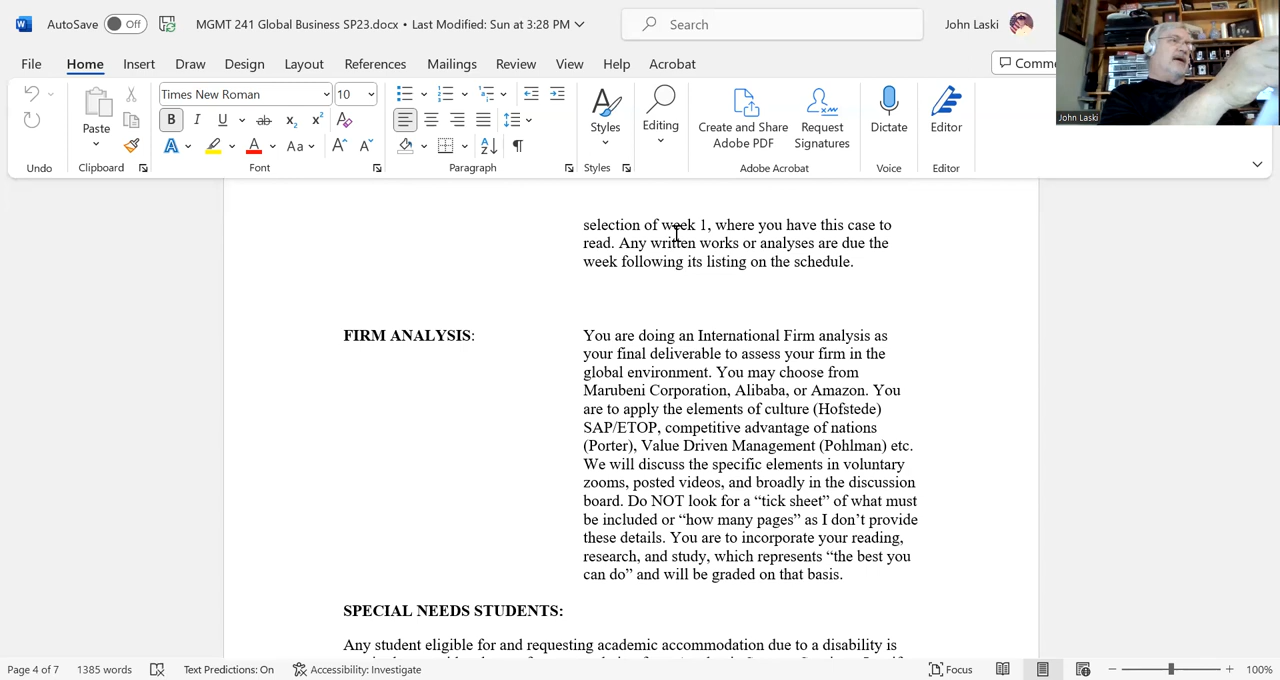 AutoSave Off MGMT 241 Global Business SP23.docx • Last Modified: Sun at 3:28 PM Search John Laski
File Home Insert Draw Design Layout References Mailings Review View Help Acrobat
John Laski
Times New Roman 10
Paste
Styles
Editing
Create and Share
Adobe PDF
Request
Signatures
Dictate
Editor
B I U ab x₂ x² A
A A Aa A A
Undo Clipboard Font Paragraph Styles Adobe Acrobat Voice Editor
selection of week 1, where you have this case to
read. Any written works or analyses are due the
week following its listing on the schedule.
FIRM ANALYSIS: You are doing an International Firm analysis as
your final deliverable to assess your firm in the
global environment. You may choose from
Marubeni Corporation, Alibaba, or Amazon. You
are to apply the elements of culture (Hofstede)
SAP/ETOP, competitive advantage of nations
(Porter), Value Driven Management (Pohlman) etc.
We will discuss the specific elements in voluntary
zooms, posted videos, and broadly in the discussion
board. Do NOT look for a “tick sheet” of what must
be included or “how many pages” as I don’t provide
these details. You are to incorporate your reading,
research, and study, which represents “the best you
can do” and will be graded on that basis.
SPECIAL NEEDS STUDENTS:
Any student eligible for and requesting academic accommodation due to a disability is
Page 4 of 7 1385 words Text Predictions: On Accessibility: Investigate Focus 100%